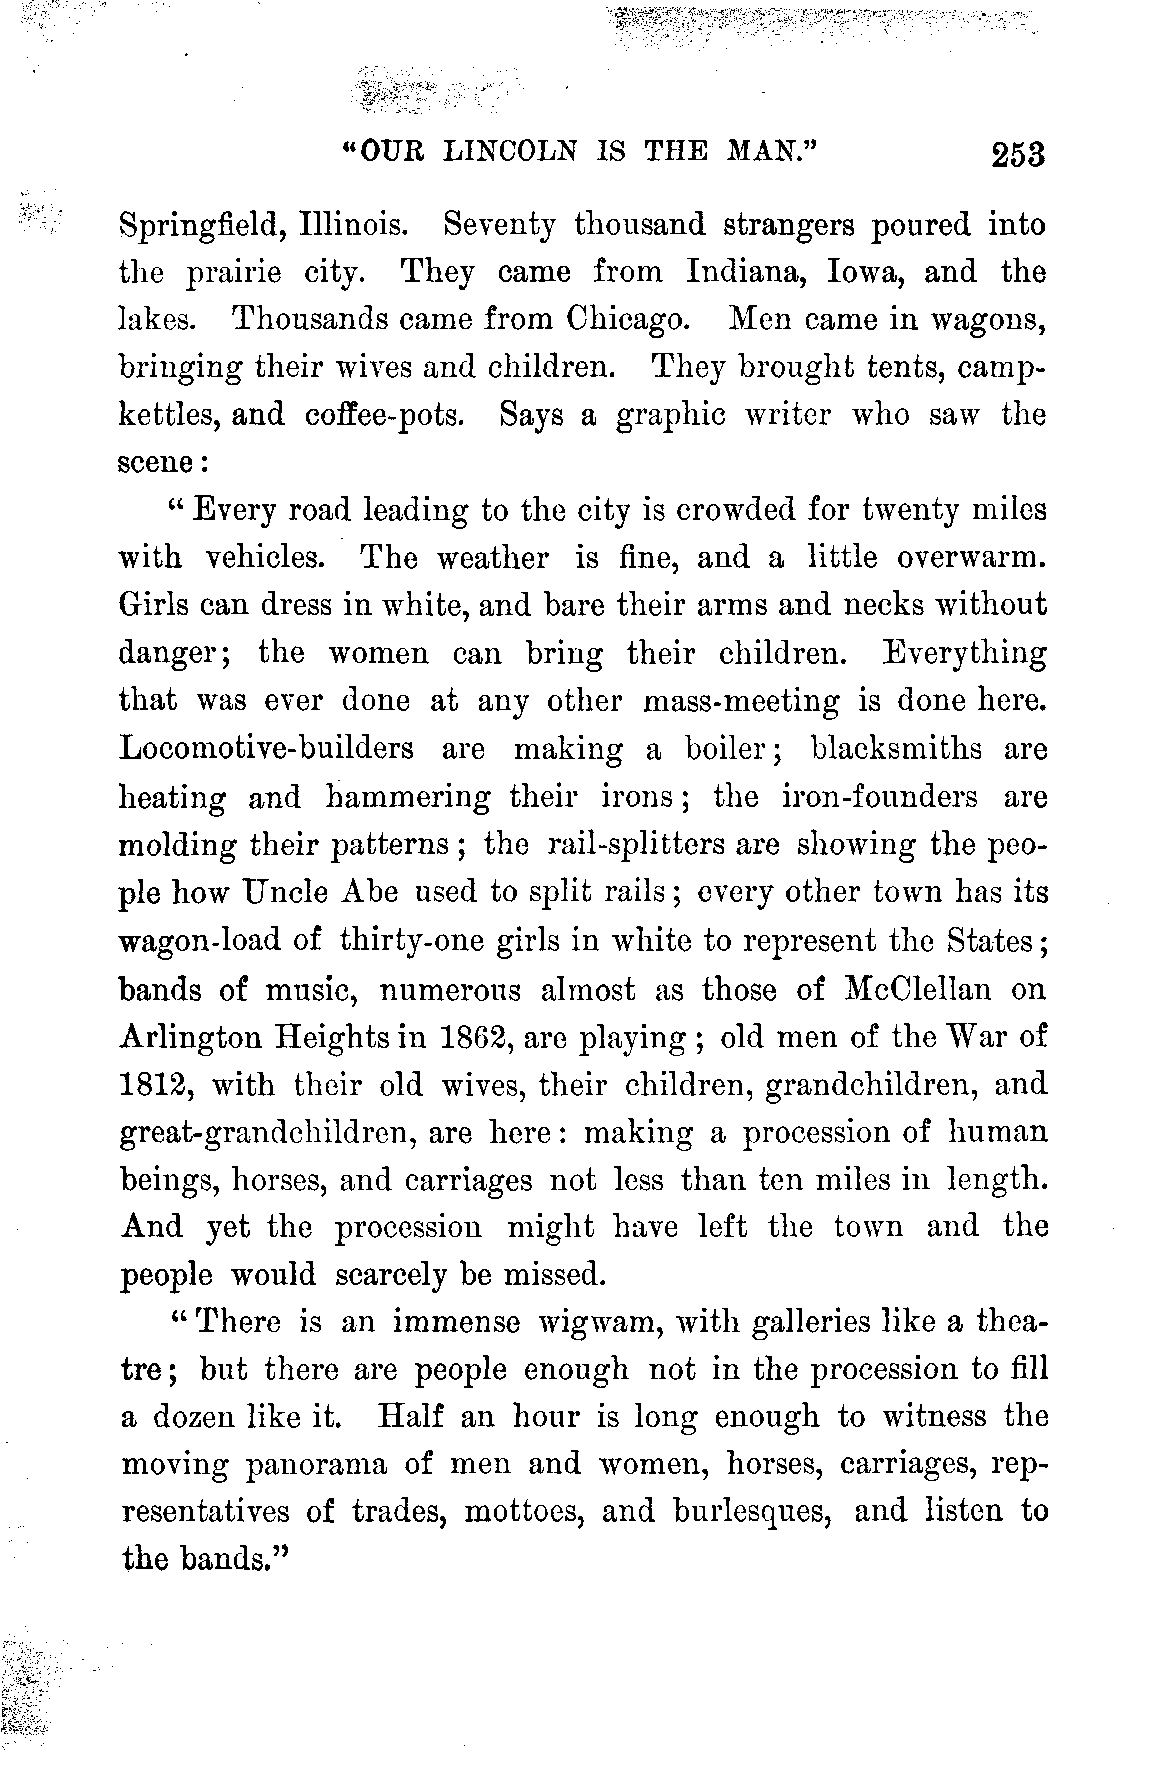 "OUR LINCOLN IS THE MAN." 253
Springfield, Illinois. Seventy thousand strangers poured into
the prairie city. They came from Indiana, Iowa, and the
lakes. Thousands came from Chicago. Men came in wagons,
bringing their wives and children. They brought tents, camp-
kettles, and coffee-pots. Says a graphic writer who saw the
scene:
"Every road leading to the city is crowded for twenty miles
with vehicles. The weather is fine, and a little overwarm.
Girls can dress in white, and bare their arms and necks without
danger; the women can bring their children. Everything
that was ever done at any other mass-meeting is done here.
Locomotive-builders are making a boiler; blacksmiths are
heating and hammering their irons; the iron-founders are
molding their patterns; the rail-splitters are showing the peo-
ple how Uncle Abe used to split rails; every other town has its
wagon-load of thirty-one girls in white to represent the States;
bands of music, numerous almost as those of McClellan on
Arlington Heights in 1862, are playing; old men of the War of
1812, with their old wives, their children, grandchildren, and
great-grandchildren, are here: making a procession of human
beings, horses, and carriages not less than ten miles in length.
And yet the procession might have left the town and the
people would scarcely be missed.
"There is an immense wigwam, with galleries like a thea-
tre; but there are people enough not in the procession to fill
a dozen like it. Half an hour is long enough to witness the
moving panorama of men and women, horses, carriages, rep-
resentatives of trades, mottoes, and burlesques, and listen to
the bands."